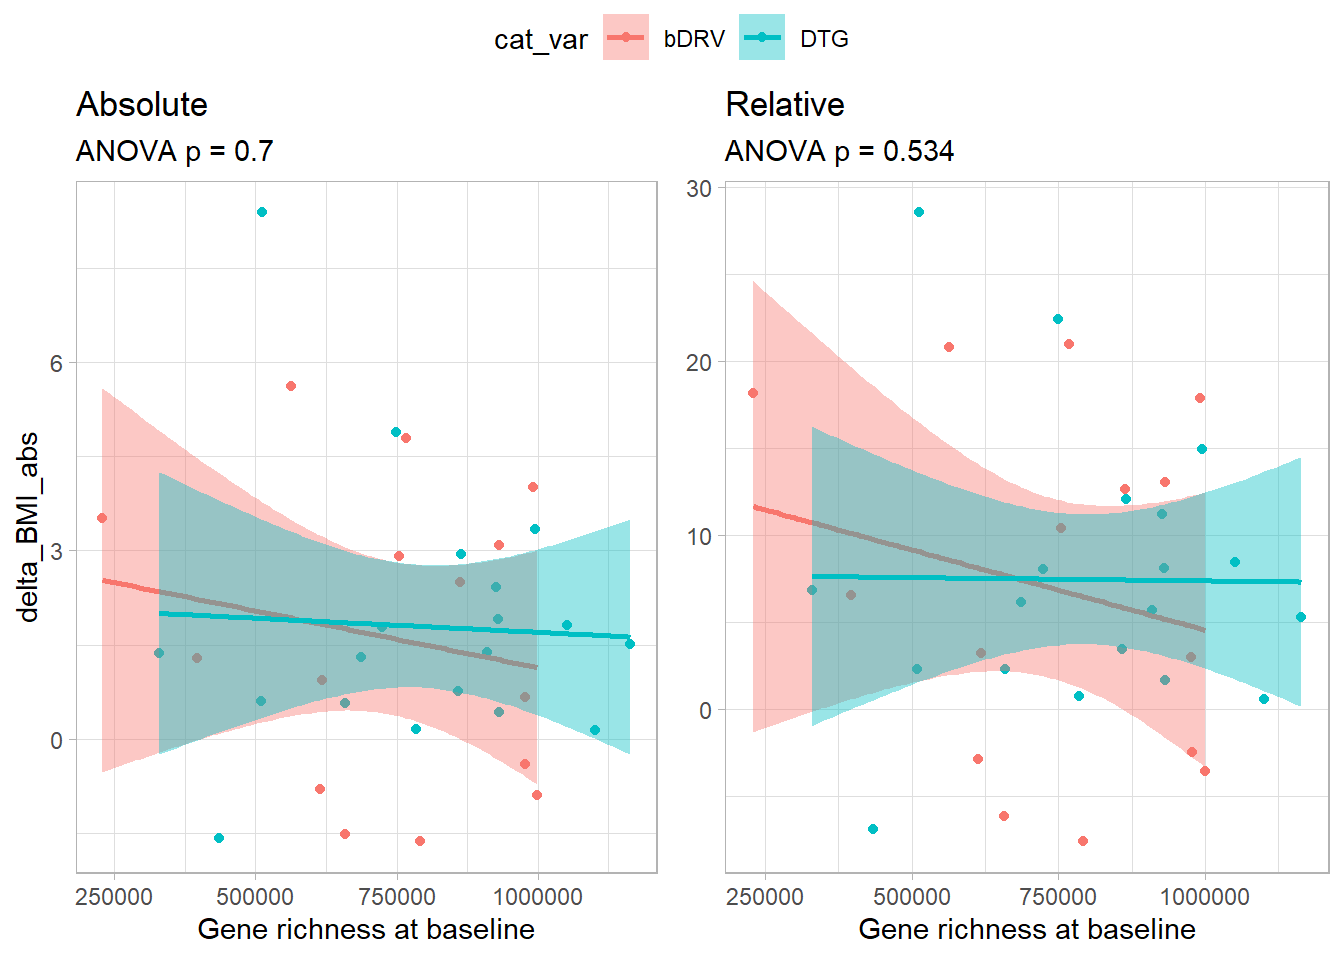 cat_var bDRV DTG
Absolute
ANOVA p = 0.7
6
3
0
delta_BMI_abs
250000 500000 750000 1000000
Gene richness at baseline
Relative
ANOVA p = 0.534
30
20
10
0
250000 500000 750000 1000000
Gene richness at baseline